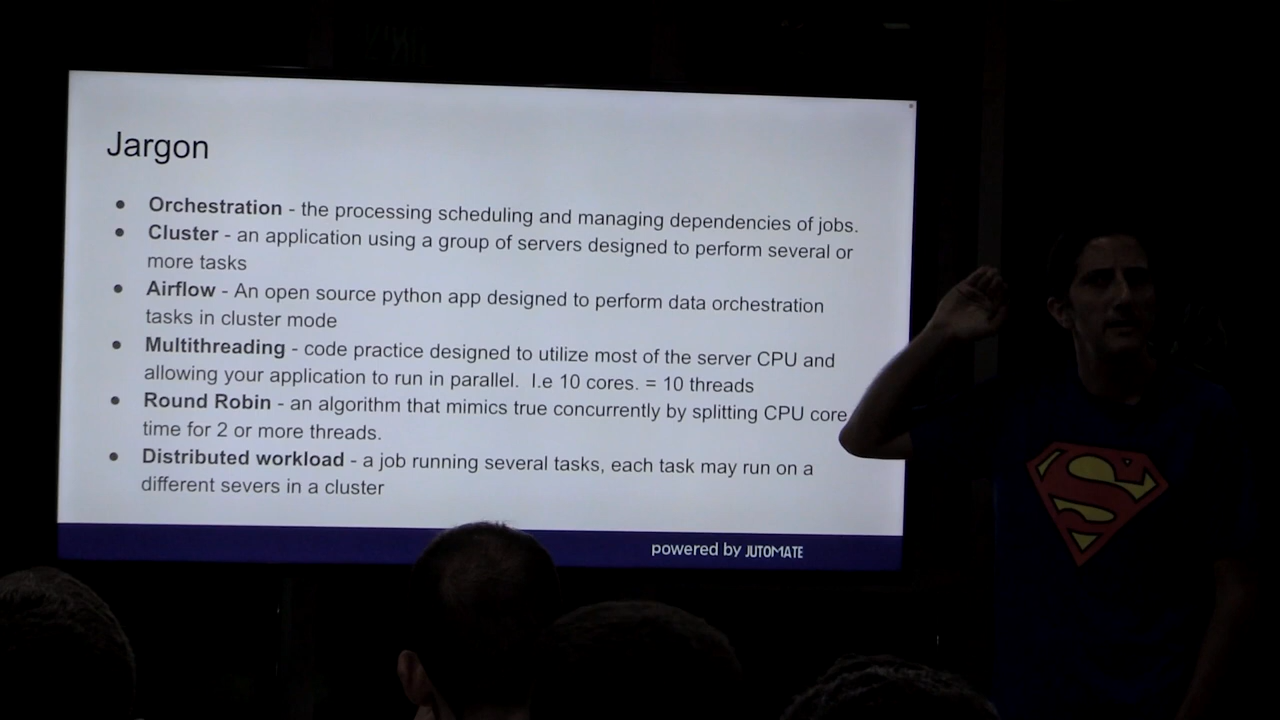 Jargon
Orchestration - the processing scheduling and managing dependencies of jobs.
Cluster - an application using a group of servers designed to perform several or
more tasks
Airflow - An open source python app designed to perform data orchestration
tasks in cluster mode
Multithreading - code practice designed to utilize most of the server CPU and
allowing your application to run in parallel. I.e 10 cores. = 10 threads
Round Robin - an algorithm that mimics true concurrently by splitting CPU core
time for 2 or more threads.
Distributed workload - a job running several tasks, each task may run on a
different severs in a cluster
powered by JUTOMATE
S